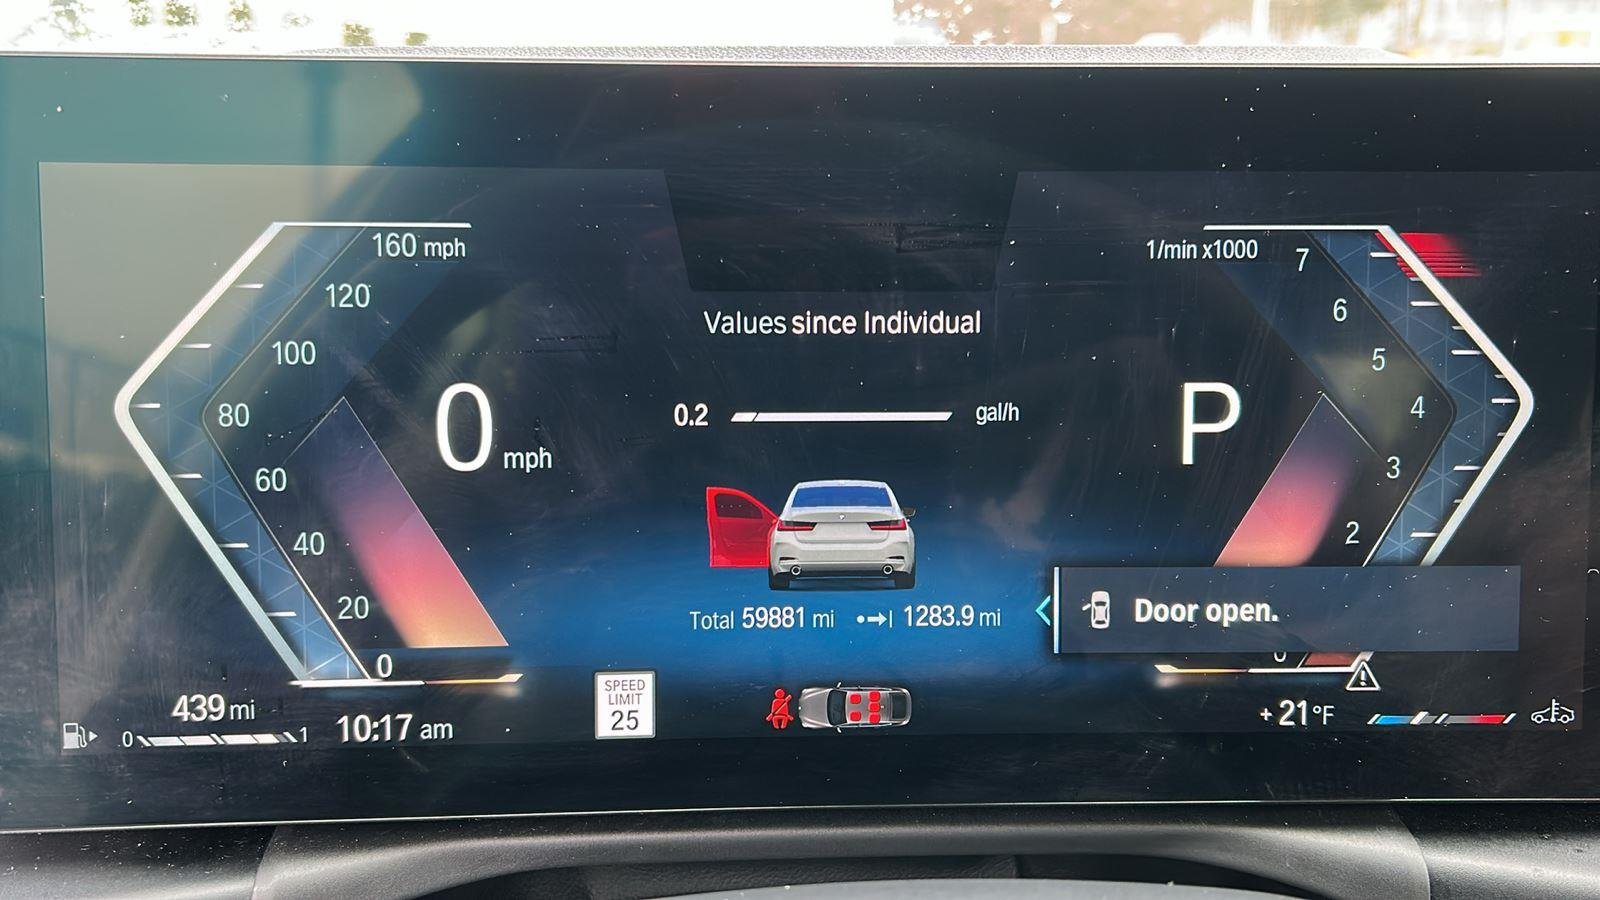 160 mph
120
100
80
60
40
20
0
0 mph
Values since Individual
0.2 gal/h
Total 59881 mi 1283.9 mi
1/min x1000
7
6
5
4
3
2
0
P
Door open.
439 mi
0 1
10:17 am
SPEED
LIMIT
25
+21°F